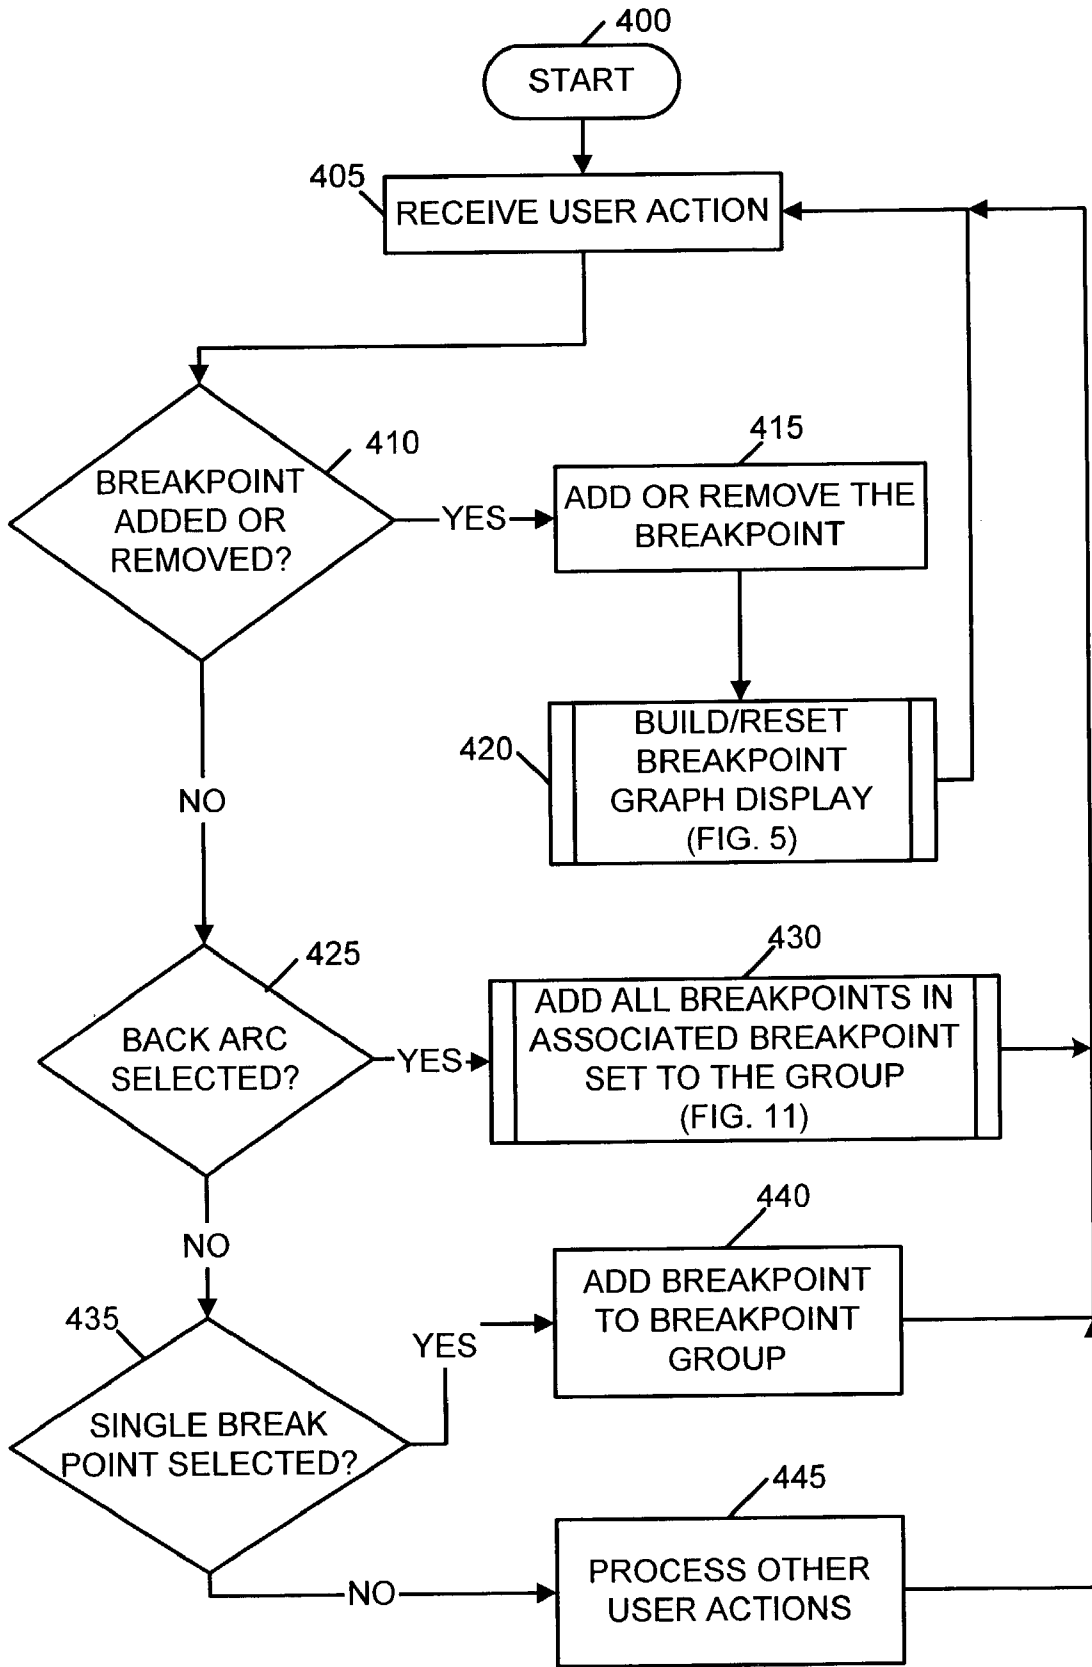 400
START
405
RECEIVE USER ACTION
410
BREAKPOINT
ADDED OR
REMOVED?
YES
415
ADD OR REMOVE THE
BREAKPOINT
420
BUILD/RESET
BREAKPOINT
GRAPH DISPLAY
(FIG. 5)
NO
425
BACK ARC
SELECTED?
YES
430
ADD ALL BREAKPOINTS IN
ASSOCIATED BREAKPOINT
SET TO THE GROUP
(FIG. 11)
NO
435
SINGLE BREAK
POINT SELECTED?
YES
440
ADD BREAKPOINT
TO BREAKPOINT
GROUP
NO
445
PROCESS OTHER
USER ACTIONS